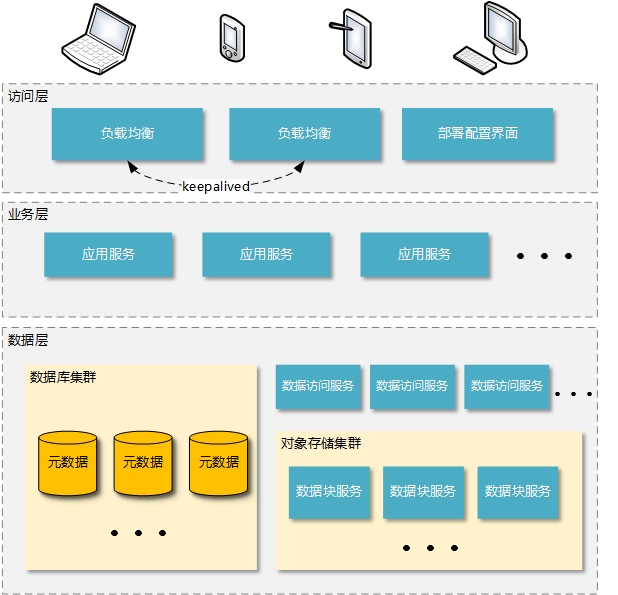 访问层
负载均衡
负载均衡
部署配置界面
keepalived
业务层
应用服务
应用服务
应用服务
数据层
数据库集群
元数据
元数据
元数据
数据访问服务
数据访问服务
数据访问服务
对象存储集群
数据块服务
数据块服务
数据块服务